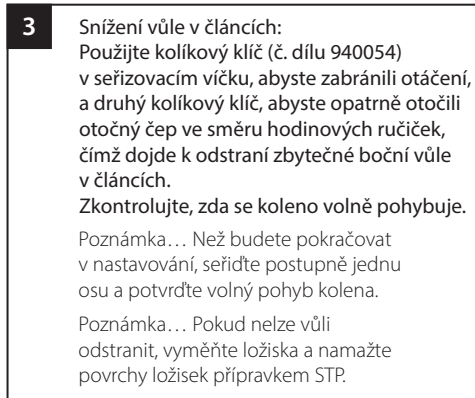 3
Snížení vůle v článcích:
Použijte kolíkový klíč (č. dílu 940054)
v seřizovacím víčku, abyste zabránili otáčení,
a druhý kolíkový klíč, abyste opatrně otočili
otočný čep ve směru hodinových ručiček,
čímž dojde k odstraní zbytečné boční vůle
v článcích.
Zkontrolujte, zda se koleno volně pohybuje.
Poznámka… Než budete pokračovat
v nastavování, seřiďte postupně jednu
osu a potvrďte volný pohyb kolena.
Poznámka… Pokud nelze vůli
odstranit, vyměňte ložiska a namažte
povrchy ložisek přípravkem STP.